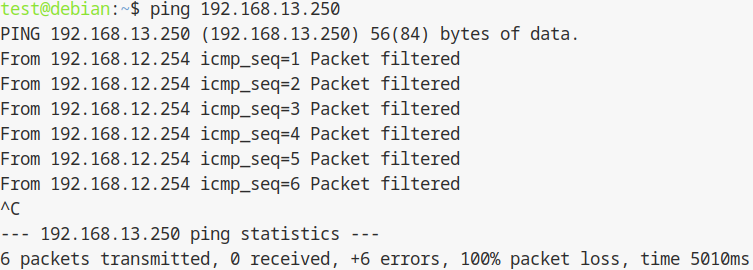 test@debian:~$ ping 192.168.13.250
PING 192.168.13.250 (192.168.13.250) 56(84) bytes of data.
From 192.168.12.254 icmp_seq=1 Packet filtered
From 192.168.12.254 icmp_seq=2 Packet filtered
From 192.168.12.254 icmp_seq=3 Packet filtered
From 192.168.12.254 icmp_seq=4 Packet filtered
From 192.168.12.254 icmp_seq=5 Packet filtered
From 192.168.12.254 icmp_seq=6 Packet filtered
^C
--- 192.168.13.250 ping statistics ---
6 packets transmitted, 0 received, +6 errors, 100% packet loss, time 5010ms